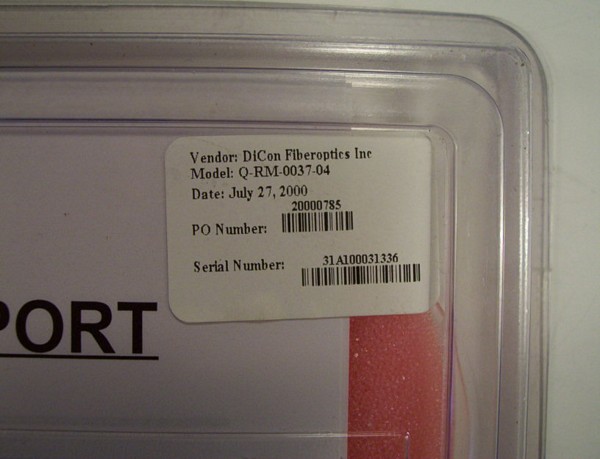 Vendor: DiCon Fiberoptics Inc
Model: Q-RM-0037-04
Date: July 27, 2000
20000785
PO Number:
31A100031336
Serial Number:
PORT